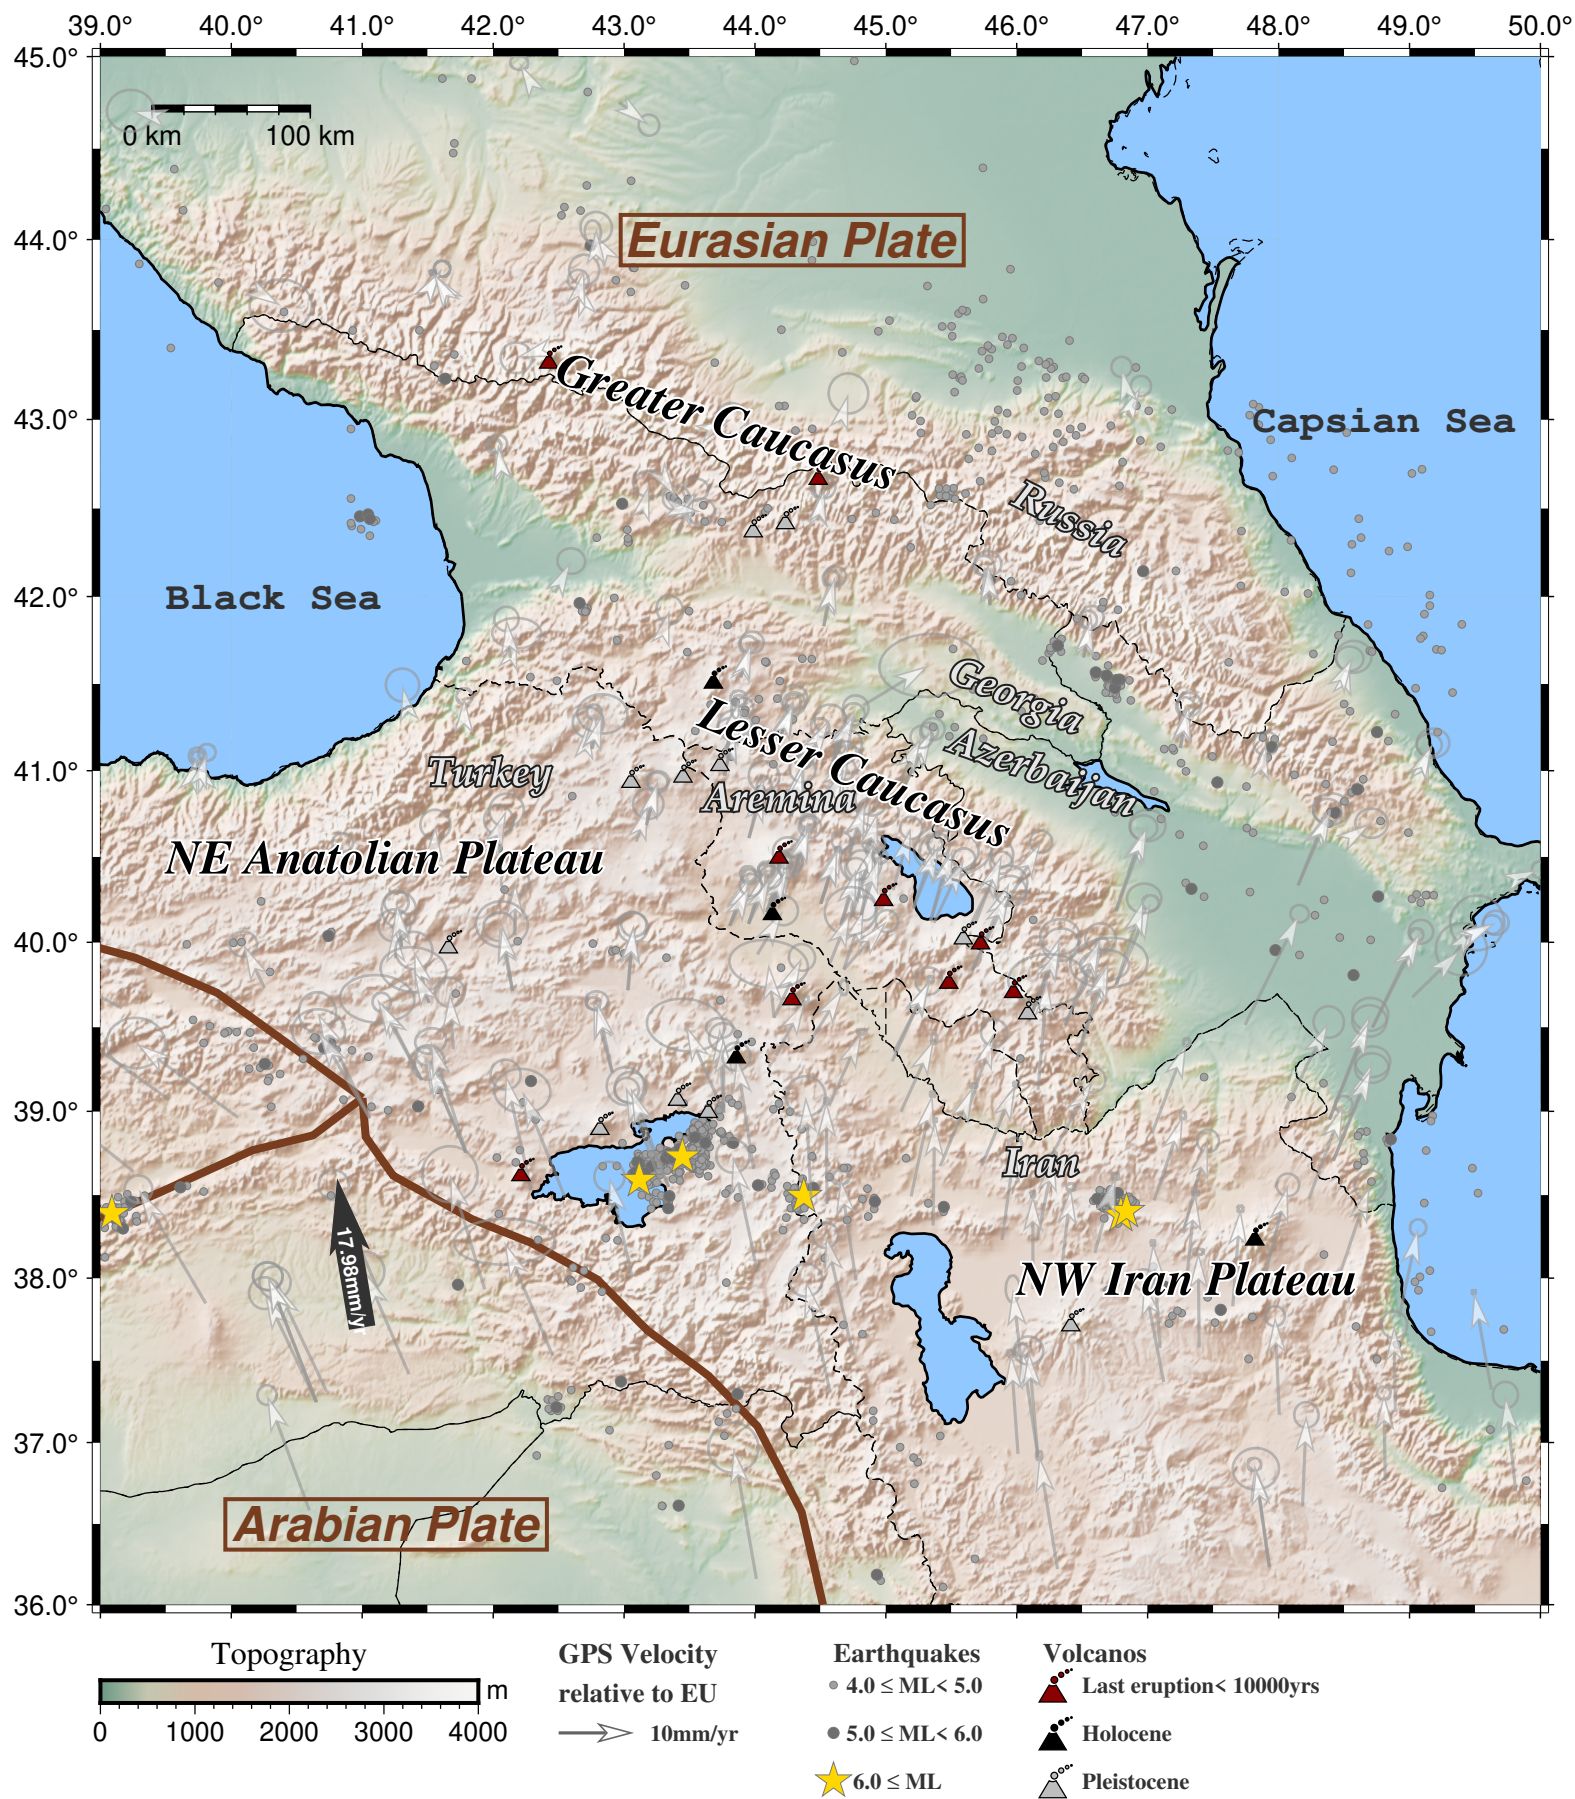 39.0° 40.0° 41.0° 42.0° 43.0° 44.0° 45.0° 46.0° 47.0° 48.0° 49.0° 50.0°
45.0°
0 km 100 km
44.0°
Eurasian Plate
Greater Caucasus
43.0°
Capsian Sea
Russia
42.0°
Black Sea
Georgia
Lesser Caucasus
Azerbaijan
41.0°
Turkey
Aremina
NE Anatolian Plateau
40.0°
39.0°
Iran
17.98mm/yr
38.0°
NW Iran Plateau
37.0°
Arabian Plate
36.0°
Topography
m
0 1000 2000 3000 4000
GPS Velocity
relative to EU
10mm/yr
Earthquakes
4.0 ≤ ML< 5.0
5.0 ≤ ML< 6.0
6.0 ≤ ML
Volcanos
Last eruption< 10000yrs
Holocene
Pleistocene